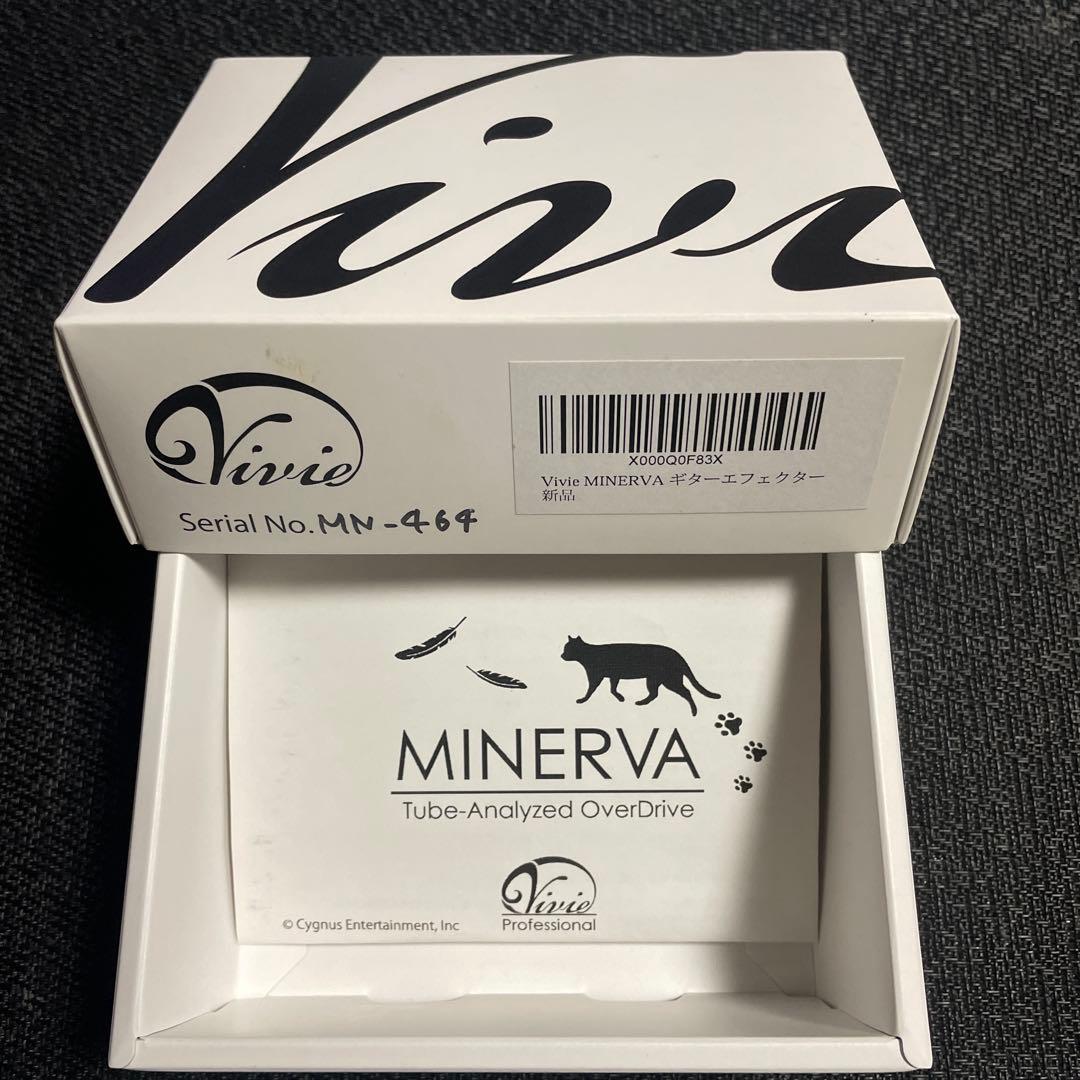 Vivi
Vivie
Serial No. MN-464
X000Q0F83X
Vivie MINERVA ギターエフェクター
新品
MINERVA
Tube-Analyzed OverDrive
Vivie
Professional
© Cygnus Entertainment, Inc